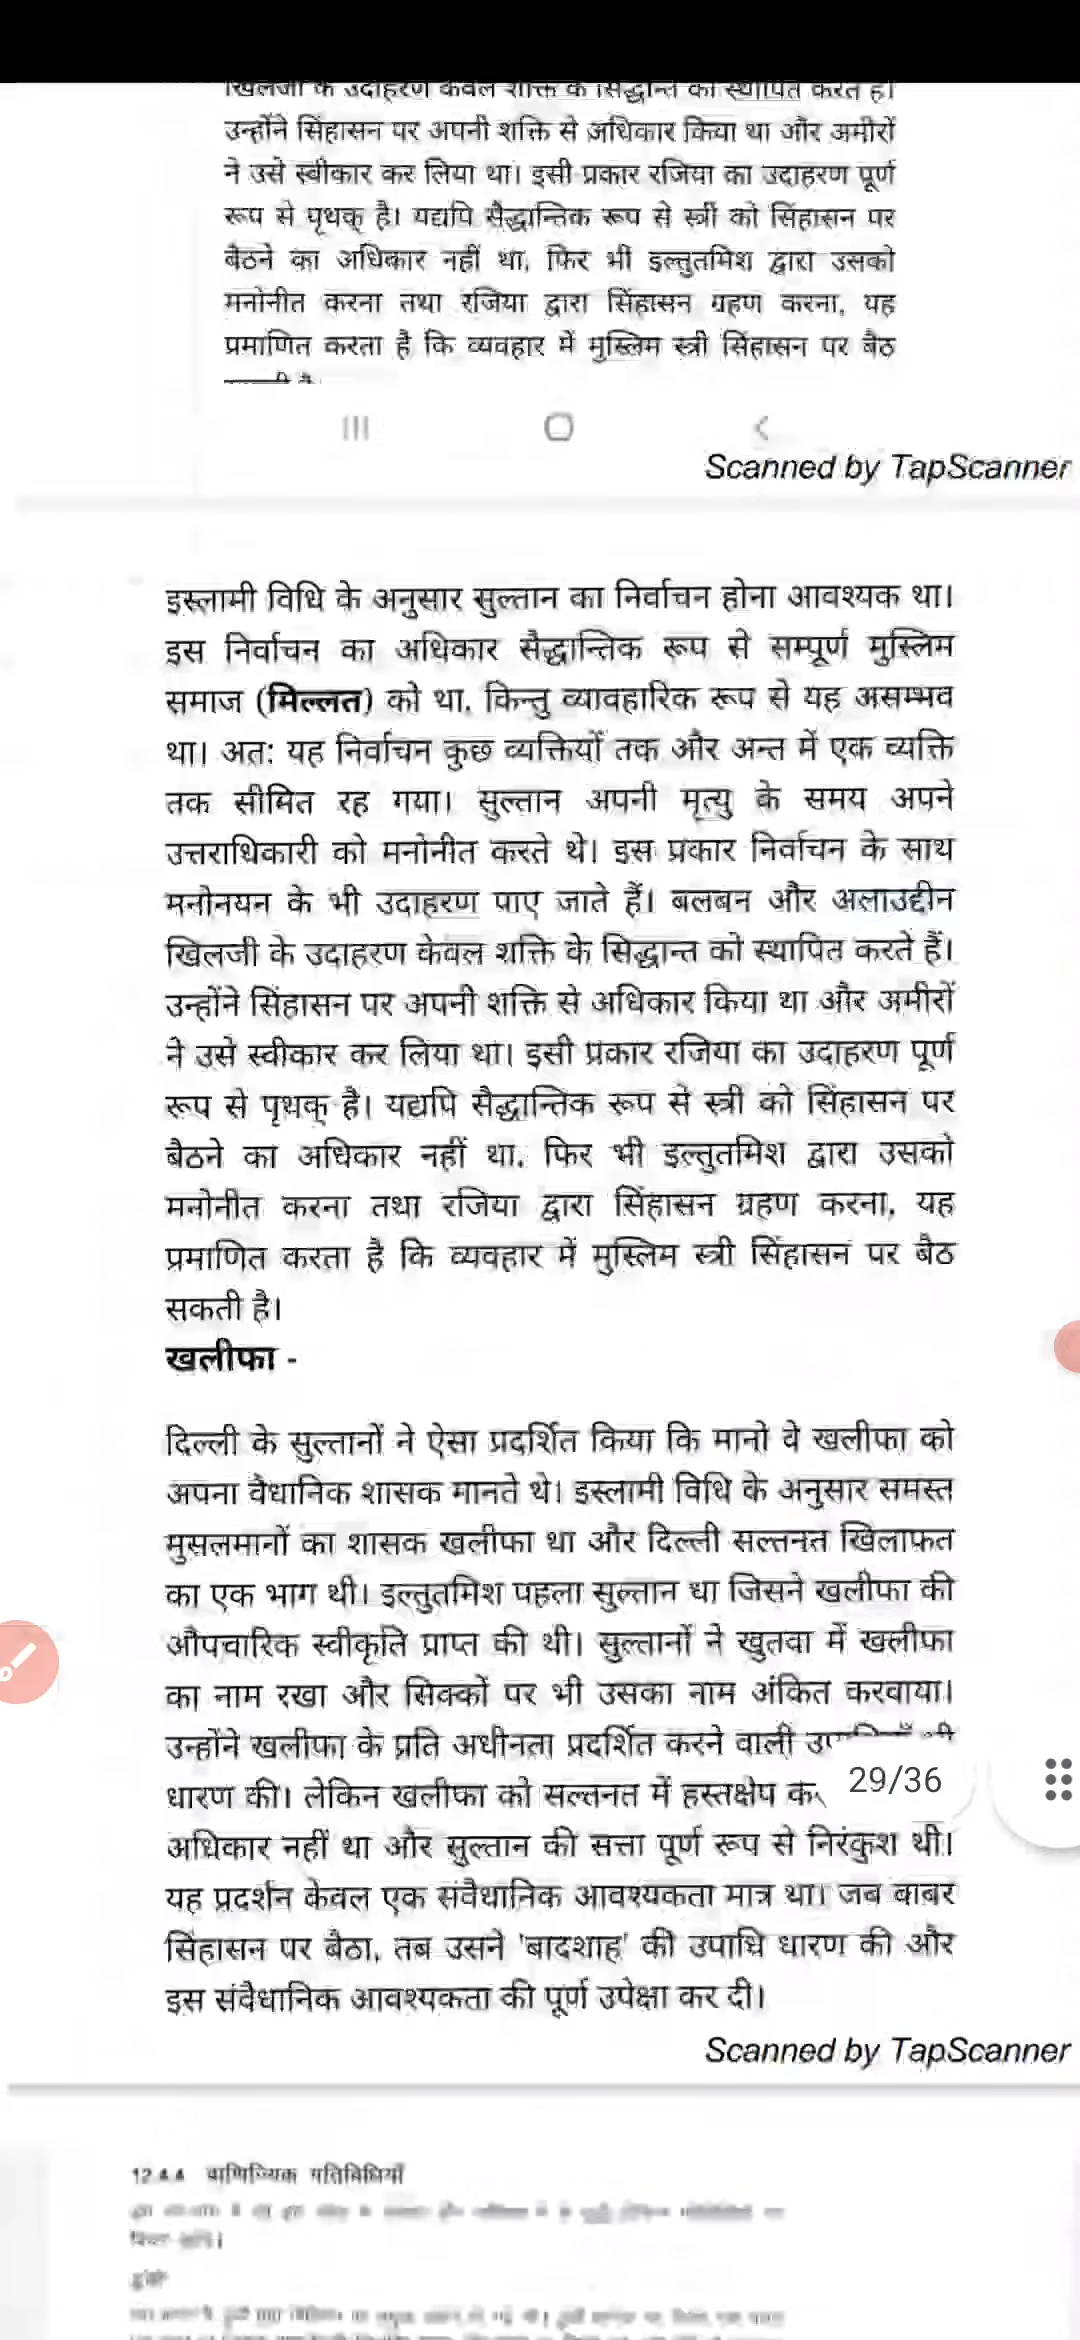 खिलजी के उदाहरण केवल शक्ति के सिद्धान्त को स्थापित करते हैं।
उन्होंने सिंहासन पर अपनी शक्ति से अधिकार किया था और अमीरों
ने उसे स्वीकार कर लिया था। इसी प्रकार रजिया का उदाहरण पूर्ण
रूप से पृथक् है। यद्यपि सैद्धान्तिक रूप से स्त्री को सिंहासन पर
बैठने का अधिकार नहीं था, फिर भी इल्तुतमिश द्वारा उसको
मनोनीत करना तथा रजिया द्वारा सिंहासन ग्रहण करना, यह
प्रमाणित करता है कि व्यवहार में मुस्लिम स्त्री सिंहासन पर बैठ
Scanned by TapScanner
इस्लामी विधि के अनुसार सुल्तान का निर्वाचन होना आवश्यक था।
इस निर्वाचन का अधिकार सैद्धान्तिक रूप से सम्पूर्ण मुस्लिम
समाज (मिल्लत) को था, किन्तु व्यावहारिक रूप से यह असम्भव
था। अतः यह निर्वाचन कुछ व्यक्तियों तक और अन्त में एक व्यक्ति
तक सीमित रह गया। सुल्तान अपनी मृत्यु के समय अपने
उत्तराधिकारी को मनोनीत करते थे। इस प्रकार निर्वाचन के साथ
मनोनयन के भी उदाहरण पाए जाते हैं। बलबन और अलाउद्दीन
खिलजी के उदाहरण केवल शक्ति के सिद्धान्त को स्थापित करते हैं।
उन्होंने सिंहासन पर अपनी शक्ति से अधिकार किया था और अमीरों
ने उसे स्वीकार कर लिया था। इसी प्रकार रजिया का उदाहरण पूर्ण
रूप से पृथक् है। यद्यपि सैद्धान्तिक रूप से स्त्री को सिंहासन पर
बैठने का अधिकार नहीं था, फिर भी इल्तुतमिश द्वारा उसको
मनोनीत करना तथा रजिया द्वारा सिंहासन ग्रहण करना, यह
प्रमाणित करता है कि व्यवहार में मुस्लिम स्त्री सिंहासन पर बैठ
सकती है।
खलीफा -
दिल्ली के सुल्तानों ने ऐसा प्रदर्शित किया कि मानो वे खलीफा को
अपना वैधानिक शासक मानते थे। इस्लामी विधि के अनुसार समस्त
मुसलमानों का शासक खलीफा था और दिल्ली सल्तनत खिलाफत
का एक भाग थी। इल्तुतमिश पहला सुल्तान था जिसने खलीफा की
औपचारिक स्वीकृति प्राप्त की थी। सुल्तानों ने खुतवा में खलीफा
का नाम रखा और सिक्कों पर भी उसका नाम अंकित करवाया।
उन्होंने खलीफा के प्रति अधीनता प्रदर्शित करने वाली
धारण की। लेकिन खलीफा को सल्तनत में हस्तक्षेप
29/36
अधिकार नहीं था और सुल्तान की सत्ता पूर्ण रूप से निरंकुश थी।
यह प्रदर्शन केवल एक संवैधानिक आवश्यकता मात्र था। जब बाबर
सिंहासन पर बैठा, तब उसने 'बादशाह' की उपाधि धारण की और
इस संवैधानिक आवश्यकता की पूर्ण उपेक्षा कर दी।
Scanned by TapScanner
12.4.4 वाणिज्यिक गतिविधियाँ